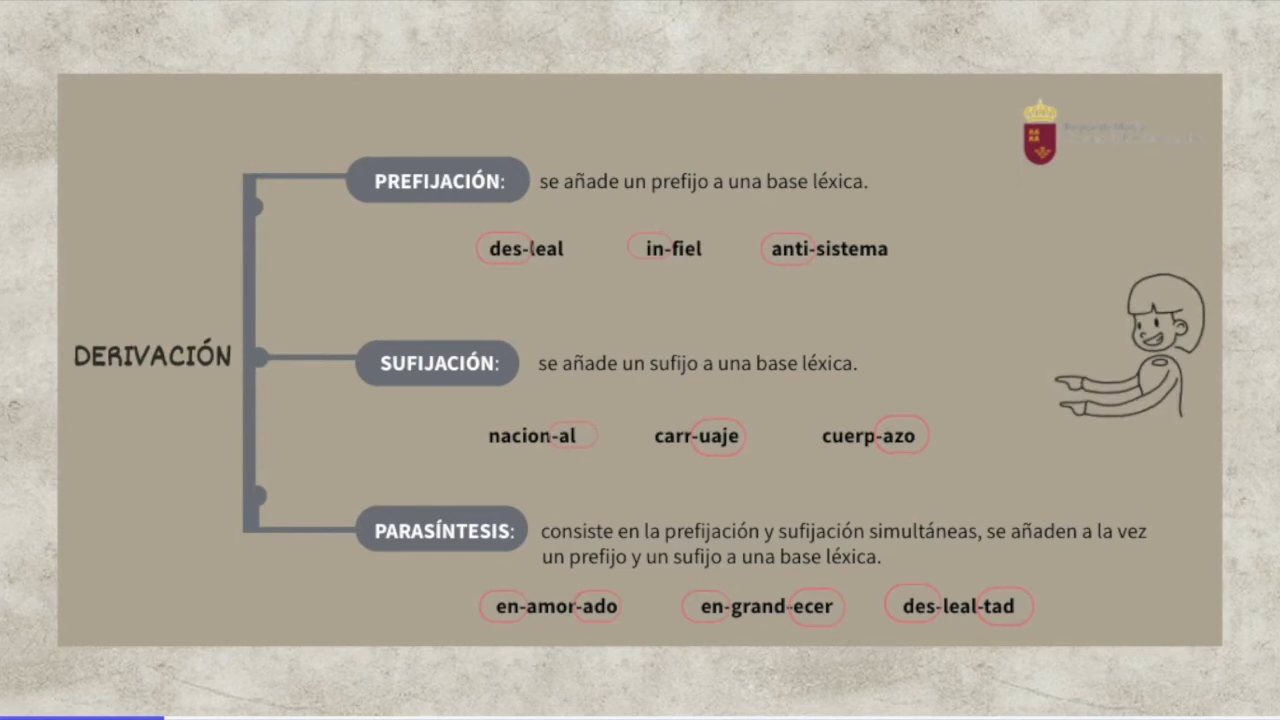 PREFIJACIÓN: se añade un prefijo a una base léxica.
des-leal in-fiel anti-sistema
DERIVACIÓN
SUFIJACIÓN: se añade un sufijo a una base léxica.
nacion-al carr-uaje cuerp-azo
PARASÍNTESIS: consiste en la prefijación y sufijación simultáneas, se añaden a la vez
un prefijo y un sufijo a una base léxica.
en-amor-ado en-grand-ecer des-leal-tad